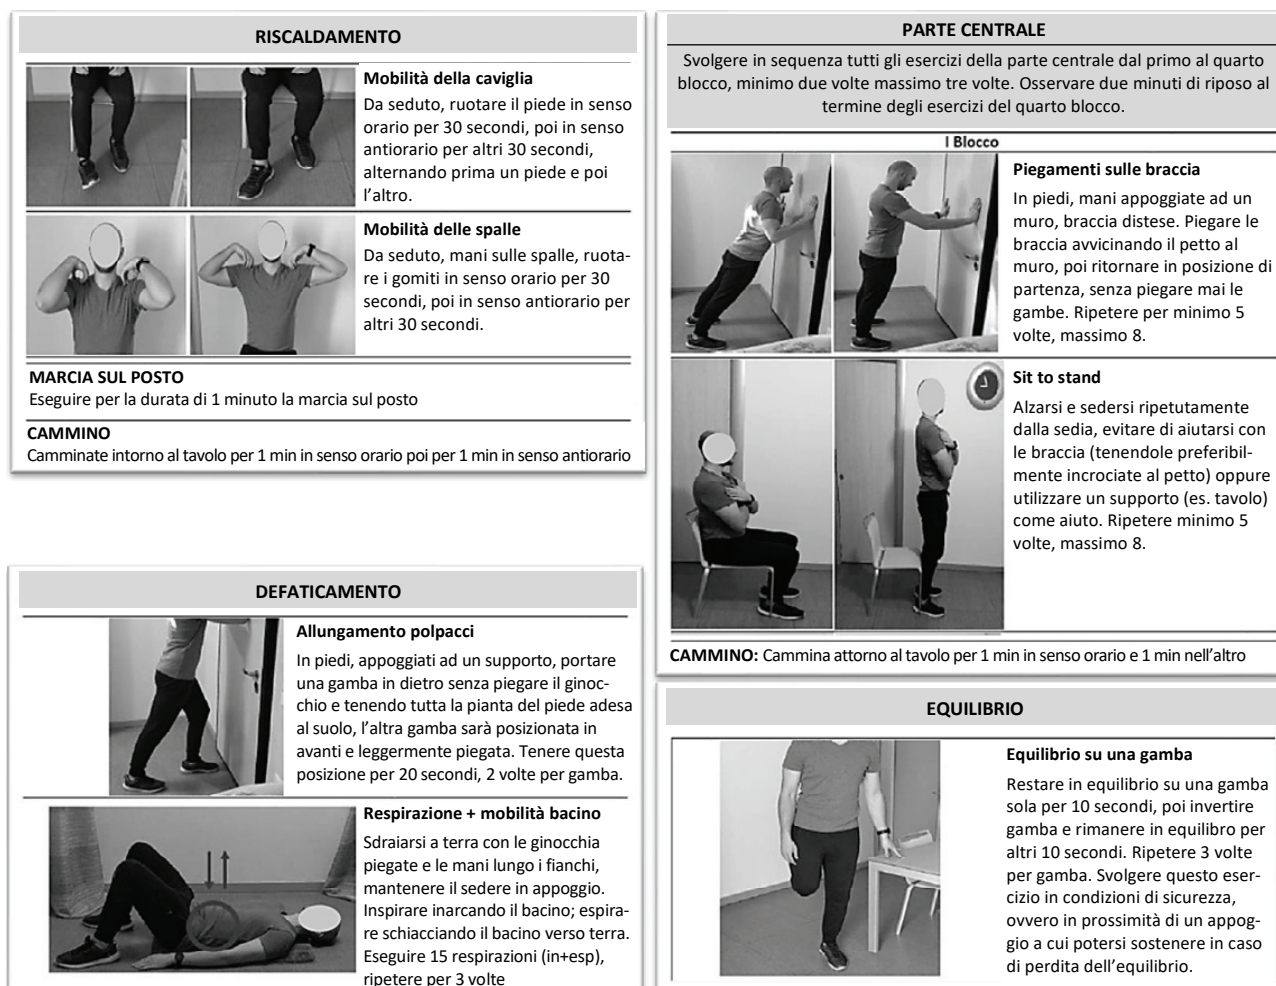 RISCALDAMENTO
Mobilità della caviglia
Da seduto, ruotare il piede in senso
orario per 30 secondi, poi in senso
antiorario per altri 30 secondi,
alternando prima un piede e poi
l’altro.
Mobilità delle spalle
Da seduto, mani sulle spalle, ruota-
re i gomiti in senso orario per 30
secondi, poi in senso antiorario per
altri 30 secondi.
MARCIA SUL POSTO
Eseguire per la durata di 1 minuto la marcia sul posto
CAMMINO
Camminate intorno al tavolo per 1 min in senso orario poi per 1 min in senso antiorario
DEFATICAMENTO
Allungamento polpacci
In piedi, appoggiati ad un supporto, portare
una gamba in dietro senza piegare il ginoc-
chio e tenendo tutta la pianta del piede adesa
al suolo, l’altra gamba sarà posizionata in
avanti e leggermente piegata. Tenere questa
posizione per 20 secondi, 2 volte per gamba.
Respirazione + mobilità bacino
Sdraiarsi a terra con le ginocchia
piegate e le mani lungo i fianchi,
mantenere il sedere in appoggio.
Inspirare inarcando il bacino; espira-
re schiacciando il bacino verso terra.
Eseguire 15 respirazioni (in+esp),
ripetere per 3 volte
PARTE CENTRALE
Svolgere in sequenza tutti gli esercizi della parte centrale dal primo al quarto
blocco, minimo due volte massimo tre volte. Osservare due minuti di riposo al
termine degli esercizi del quarto blocco.
I Blocco
Piegamenti sulle braccia
In piedi, mani appoggiate ad un
muro, braccia distese. Piegare le
braccia avvicinando il petto al
muro, poi ritornare in posizione di
partenza, senza piegare mai le
gambe. Ripetere per minimo 5
volte, massimo 8.
Sit to stand
Alzarsi e sedersi ripetutamente
dalla sedia, evitare di aiutarsi con
le braccia (tenendole preferibil-
mente incrociate al petto) oppure
utilizzare un supporto (es. tavolo)
come aiuto. Ripetere minimo 5
volte, massimo 8.
CAMMINO: Cammina attorno al tavolo per 1 min in senso orario e 1 min nell’altro
EQUILIBRIO
Equilibrio su una gamba
Restare in equilibrio su una gamba
sola per 10 secondi, poi invertire
gamba e rimanere in equilibro per
altri 10 secondi. Ripetere 3 volte
per gamba. Svolgere questo eser-
cizio in condizioni di sicurezza,
ovvero in prossimità di un appog-
gio a cui potersi sostenere in caso
di perdita dell’equilibrio.